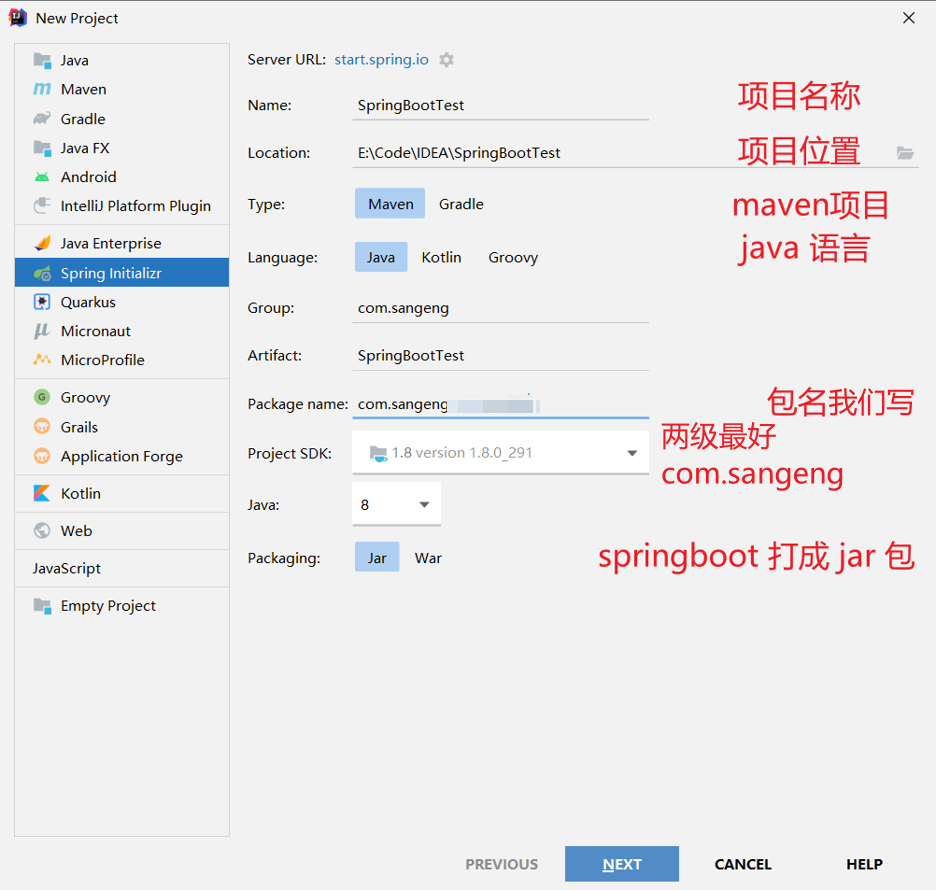 New Project
Java
Maven
Gradle
Java FX
Android
IntelliJ Platform Plugin
Java Enterprise
Spring Initializr
Quarkus
Micronaut
MicroProfile
Groovy
Grails
Application Forge
Kotlin
Web
JavaScript
Empty Project
Server URL: start.spring.io
Name: SpringBootTest 项目名称
Location: E:\Code\IDEA\SpringBootTest 项目位置
Type: Maven Gradle maven项目
Language: Java Kotlin Groovy java 语言
Group: com.sangeng
Artifact: SpringBootTest
Package name: com.sangeng 包名我们写
两级最好
Project SDK: 1.8 version 1.8.0_291
com.sangeng
Java: 8
Packaging: Jar War springboot 打成 jar 包
PREVIOUS NEXT CANCEL HELP